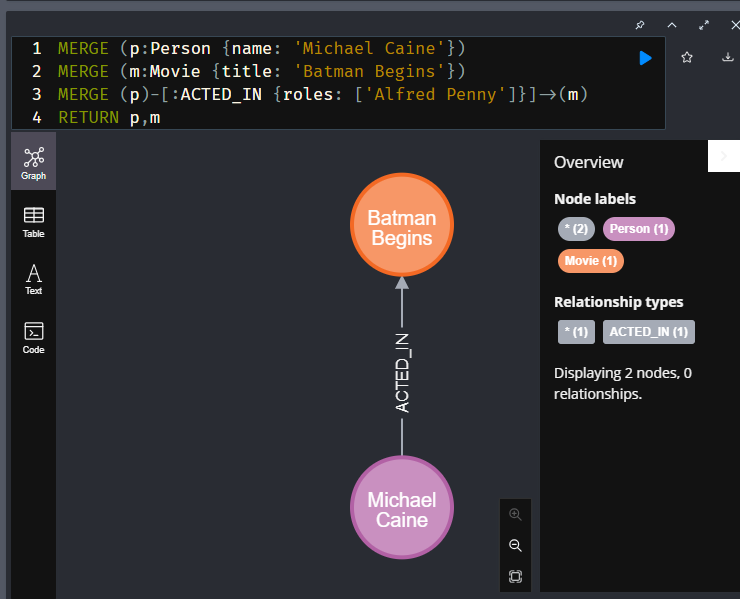 1 MERGE (p:Person {name: 'Michael Caine'})
2 MERGE (m:Movie {title: 'Batman Begins'})
3 MERGE (p)-[:ACTED_IN {roles: ['Alfred Penny']}]->(m)
4 RETURN p,m
Graph
Table
Text
Code
Batman
Begins
ACTED_IN
Michael
Caine
Overview
Node labels
* (2) Person (1)
Movie (1)
Relationship types
* (1) ACTED_IN (1)
Displaying 2 nodes, 0
relationships.